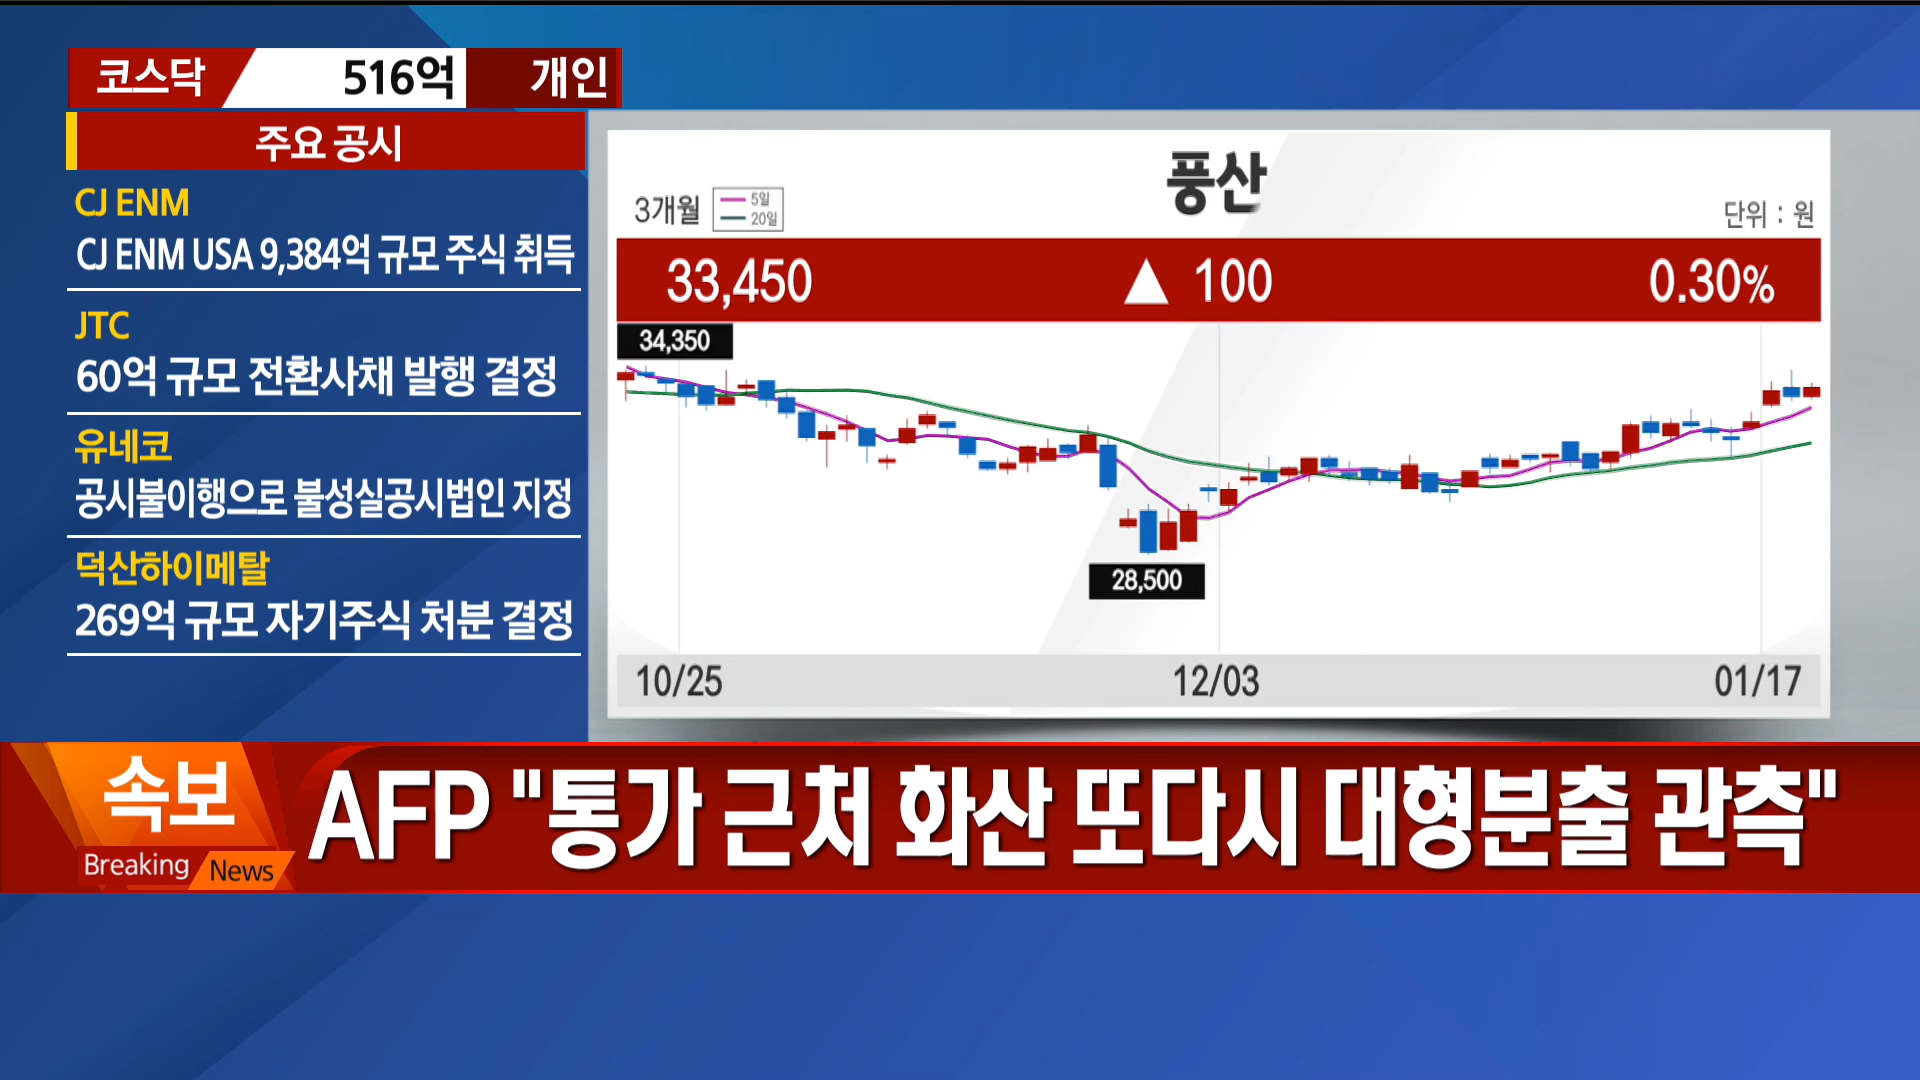 코스닥 516억 개인
주요 공시
CJ ENM
CJ ENM USA 9,384억 규모 주식 취득
JTC
60억 규모 전환사채 발행 결정
유네코
공시불이행으로 불성실공시법인 지정
덕산하이메탈
269억 규모 자기주식 처분 결정
풍산
3개월
5일
20일
단위 : 원
33,450 ▲ 100 0.30%
34,350
28,500
10/25 12/03 01/17
속보
Breaking News
AFP "통가 근처 화산 또다시 대형분출 관측"